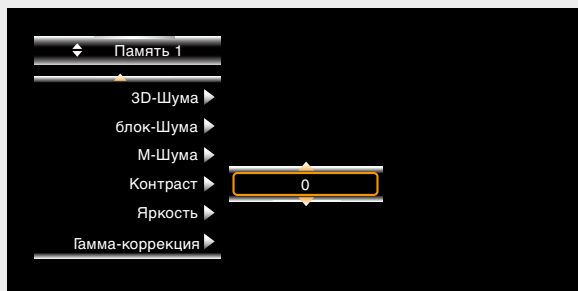 Память 1
3D-Шума
блок-Шума
М-Шума
Контраст
0
Яркость
Гамма-коррекция